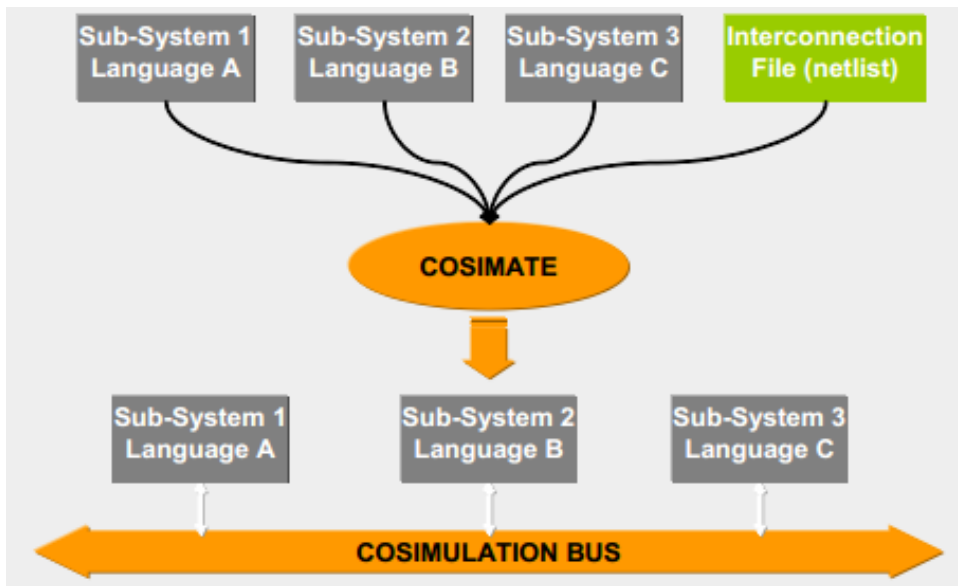 Sub-System 1
Language A
Sub-System 2
Language B
Sub-System 3
Language C
Interconnection
File (netlist)
COSIMATE
Sub-System 1
Language A
Sub-System 2
Language B
Sub-System 3
Language C
COSIMULATION BUS